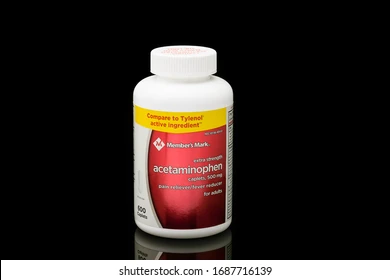 Compare to Tylenol
active ingredient
Member's Mark
extra strength
acetaminophen
caplets, 500 mg
pain reliever/fever reducer
for adults
600
Caplets
shutterstock.com · 1687716139